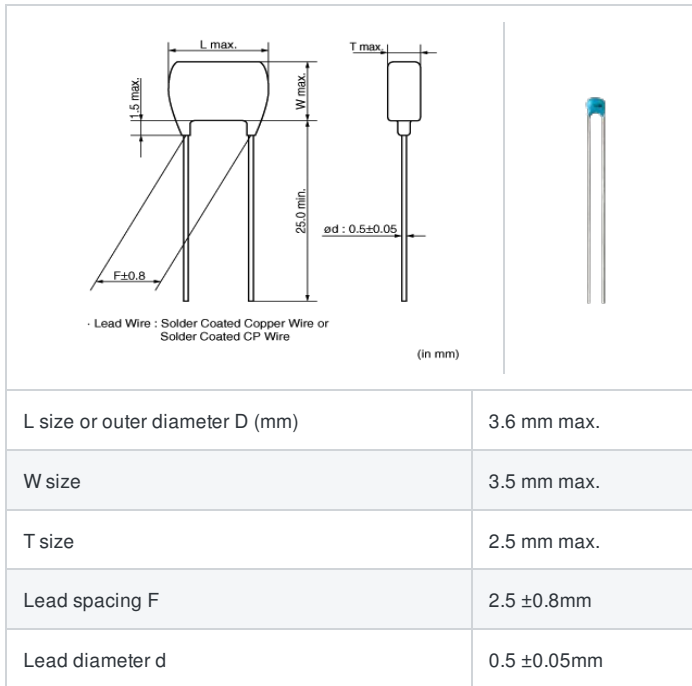 L max.
T max.
1.5 max.
W max.
25.0 min.
ød : 0.5±0.05
F±0.8
· Lead Wire : Solder Coated Copper Wire or
Solder Coated CP Wire
(in mm)
L size or outer diameter D (mm) 3.6 mm max.
W size 3.5 mm max.
T size 2.5 mm max.
Lead spacing F 2.5 ±0.8mm
Lead diameter d 0.5 ±0.05mm